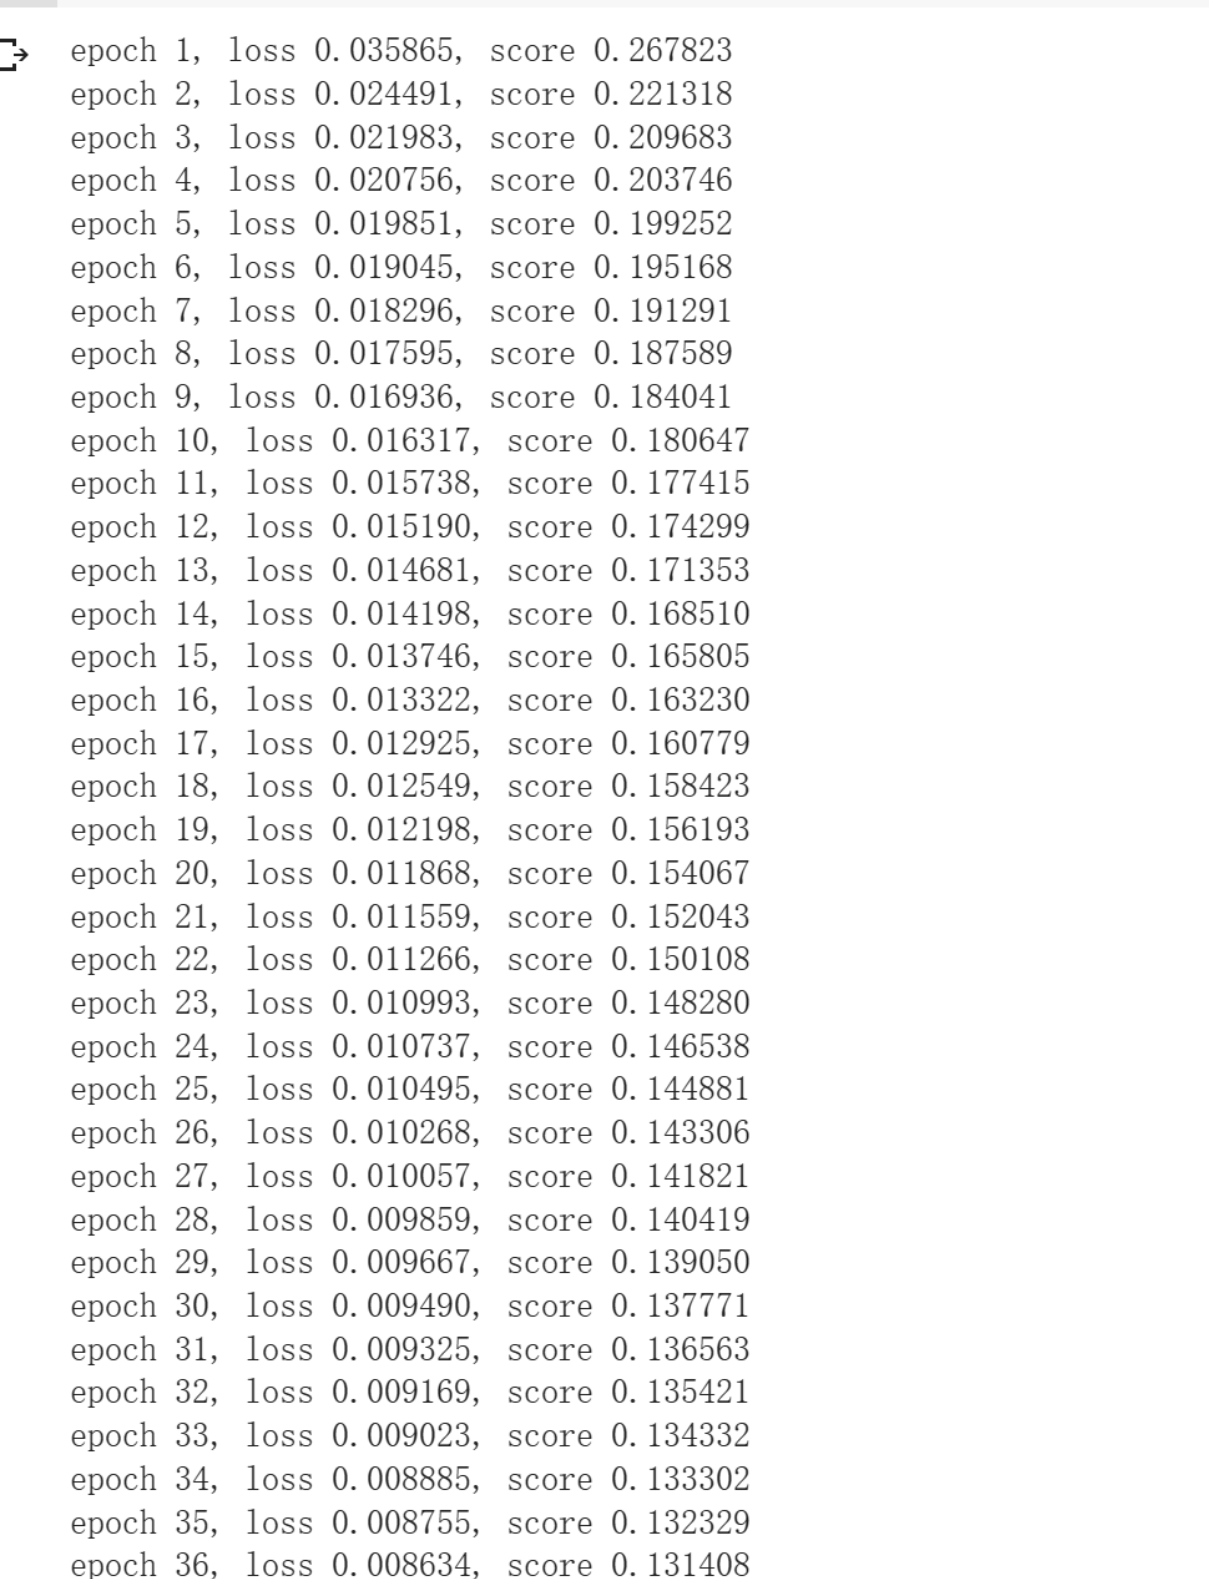 epoch 1, loss 0.035865, score 0.267823
epoch 2, loss 0.024491, score 0.221318
epoch 3, loss 0.021983, score 0.209683
epoch 4, loss 0.020756, score 0.203746
epoch 5, loss 0.019851, score 0.199252
epoch 6, loss 0.019045, score 0.195168
epoch 7, loss 0.018296, score 0.191291
epoch 8, loss 0.017595, score 0.187589
epoch 9, loss 0.016936, score 0.184041
epoch 10, loss 0.016317, score 0.180647
epoch 11, loss 0.015738, score 0.177415
epoch 12, loss 0.015190, score 0.174299
epoch 13, loss 0.014681, score 0.171353
epoch 14, loss 0.014198, score 0.168510
epoch 15, loss 0.013746, score 0.165805
epoch 16, loss 0.013322, score 0.163230
epoch 17, loss 0.012925, score 0.160779
epoch 18, loss 0.012549, score 0.158423
epoch 19, loss 0.012198, score 0.156193
epoch 20, loss 0.011868, score 0.154067
epoch 21, loss 0.011559, score 0.152043
epoch 22, loss 0.011266, score 0.150108
epoch 23, loss 0.010993, score 0.148280
epoch 24, loss 0.010737, score 0.146538
epoch 25, loss 0.010495, score 0.144881
epoch 26, loss 0.010268, score 0.143306
epoch 27, loss 0.010057, score 0.141821
epoch 28, loss 0.009859, score 0.140419
epoch 29, loss 0.009667, score 0.139050
epoch 30, loss 0.009490, score 0.137771
epoch 31, loss 0.009325, score 0.136563
epoch 32, loss 0.009169, score 0.135421
epoch 33, loss 0.009023, score 0.134332
epoch 34, loss 0.008885, score 0.133302
epoch 35, loss 0.008755, score 0.132329
epoch 36, loss 0.008634, score 0.131408